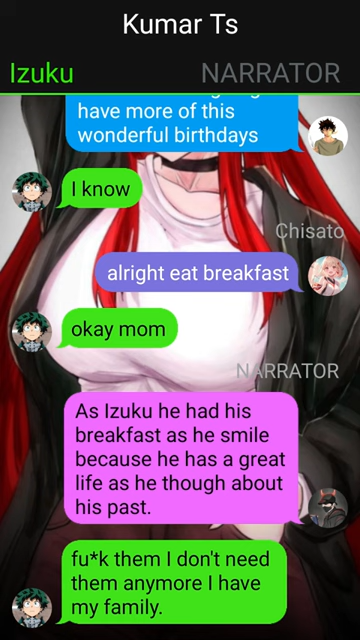 Kumar Ts
Izuku NARRATOR
have more of this
wonderful birthdays
I know
Chisato
alright eat breakfast
okay mom
NARRATOR
As Izuku he had his
breakfast as he smile
because he has a great
life as he though about
his past.
fu*k them I don't need
them anymore I have
my family.